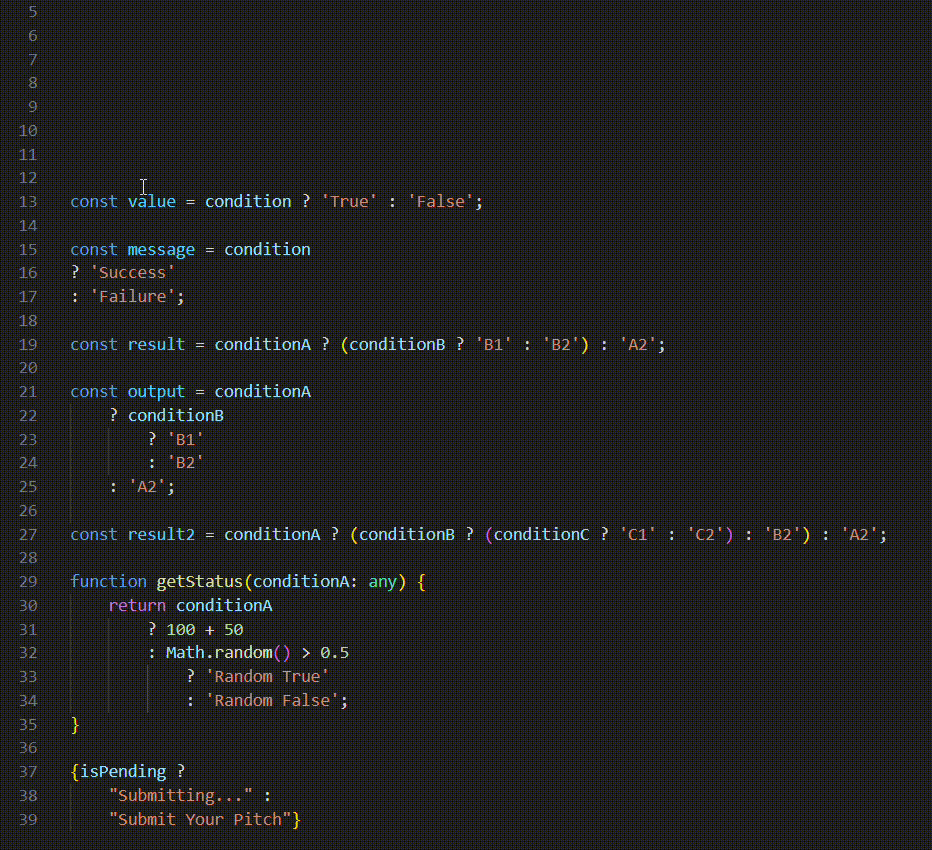 5
6
7
8
9
10
11
12
13 const value = condition ? 'True' : 'False';
14
15 const message = condition
16 ? 'Success'
17 : 'Failure';
18
19 const result = conditionA ? (conditionB ? 'B1' : 'B2') : 'A2';
20
21 const output = conditionA
22     ? conditionB
23         ? 'B1'
24         : 'B2'
25     : 'A2';
26
27 const result2 = conditionA ? (conditionB ? (conditionC ? 'C1' : 'C2') : 'B2') : 'A2';
28
29 function getStatus(conditionA: any) {
30     return conditionA
31         ? 100 + 50
32         : Math.random() > 0.5
33             ? 'Random True'
34             : 'Random False';
35 }
36
37 {isPending ?
38     "Submitting..." :
39     "Submit Your Pitch"}